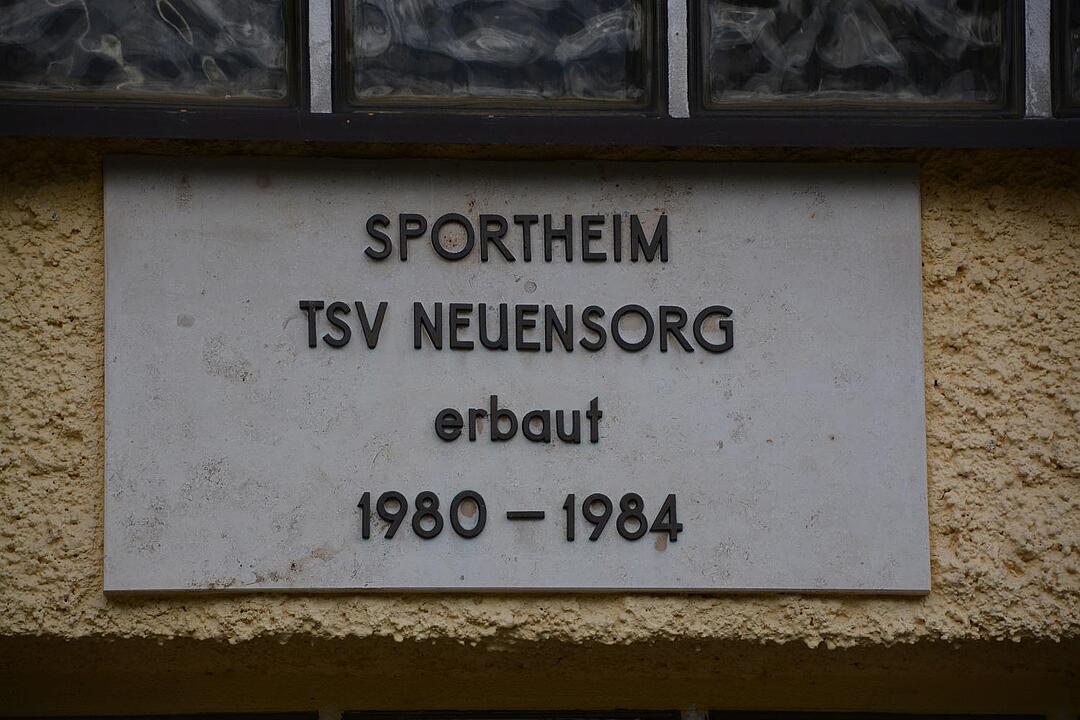 SPORTHEIM
TSV NEUENSORG
erbaut
1980 – 1984